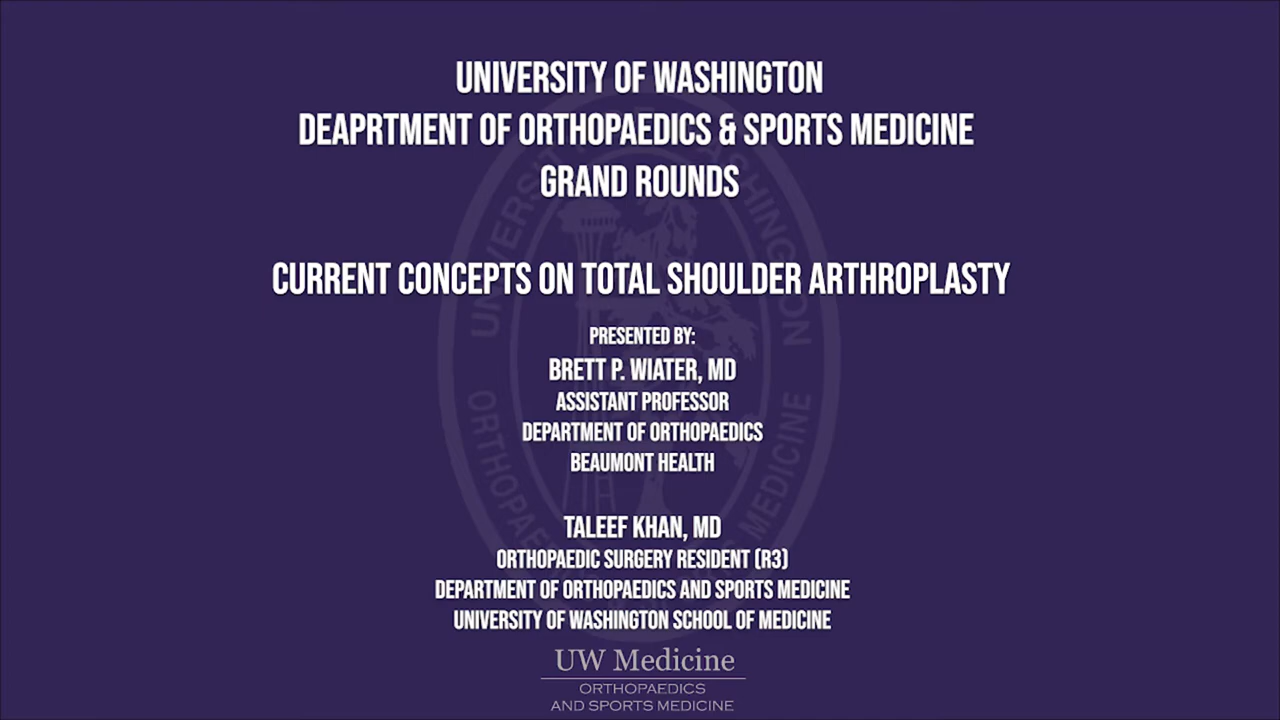 UNIVERSITY OF WASHINGTON
DEAPRTMENT OF ORTHOPAEDICS & SPORTS MEDICINE
GRAND ROUNDS
CURRENT CONCEPTS ON TOTAL SHOULDER ARTHROPLASTY
PRESENTED BY:
BRETT P. WIATER, MD
ASSISTANT PROFESSOR
DEPARTMENT OF ORTHOPAEDICS
BEAUMONT HEALTH
TALEEF KHAN, MD
ORTHOPAEDIC SURGERY RESIDENT (R3)
DEPARTMENT OF ORTHOPAEDICS AND SPORTS MEDICINE
UNIVERSITY OF WASHINGTON SCHOOL OF MEDICINE
UW Medicine
ORTHOPAEDICS
AND SPORTS MEDICINE